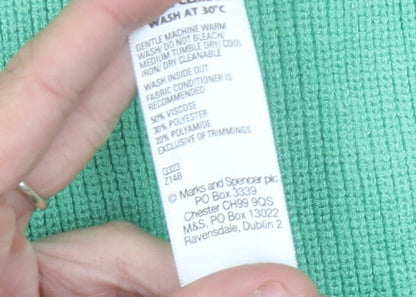 WASH AT 30°C
GENTLE MACHINE WARM
WASH/ DO NOT BLEACH/
MEDIUM TUMBLE DRY/ COOL
IRON/ DRY CLEANABLE
WASH INSIDE OUT
FABRIC CONDITIONER IS
RECOMMENDED
50% VISCOSE
30% POLYESTER
20% POLYAMIDE
EXCLUSIVE OF TRIMMINGS
0223
Z14B
© Marks and Spencer plc
PO Box 3339
Chester CH99 9QS
M&S, PO Box 13022
Ravensdale, Dublin 2